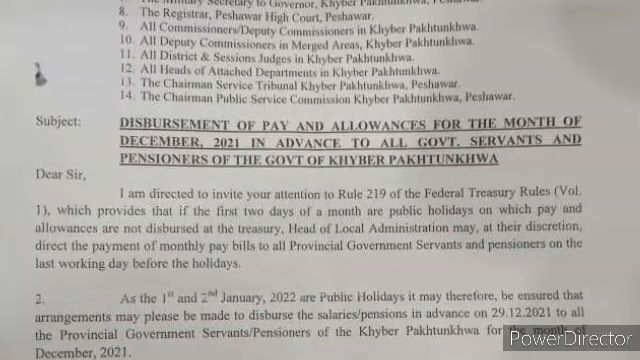 Military Secretary to Governor, Khyber Pakhtunkhwa.
8. The Registrar, Peshawar High Court, Peshawar.
9. All Commissioners/Deputy Commissioners in Khyber Pakhtunkhwa.
10. All Deputy Commissioners in Merged Areas, Khyber Pakhtunkhwa.
11. All District & Sessions Judges in Khyber Pakhtunkhwa.
12. All Heads of Attached Departments in Khyber Pakhtunkhwa.
13. The Chairman Service Tribunal Khyber Pakhtunkhwa, Peshawar.
14. The Chairman Public Service Commission Khyber Pakhtunkhwa, Peshawar.
Subject: DISBURSEMENT OF PAY AND ALLOWANCES FOR THE MONTH OF
DECEMBER, 2021 IN ADVANCE TO ALL GOVT. SERVANTS AND
PENSIONERS OF THE GOVT OF KHYBER PAKHTUNKHWA
Dear Sir,
I am directed to invite your attention to Rule 219 of the Federal Treasury Rules (Vol.
1), which provides that if the first two days of a month are public holidays on which pay and
allowances are not disbursed at the treasury, Head of Local Administration may, at their discretion,
direct the payment of monthly pay bills to all Provincial Government Servants and pensioners on the
last working day before the holidays.
2. As the 1st and 2nd January, 2022 are Public Holidays it may therefore, be ensured that
arrangements may please be made to disburse the salaries/pensions in advance on 29.12.2021 to all
the Provincial Government Servants/Pensioners of the Khyber Pakhtunkhwa for the month of
December, 2021.
PowerDirector